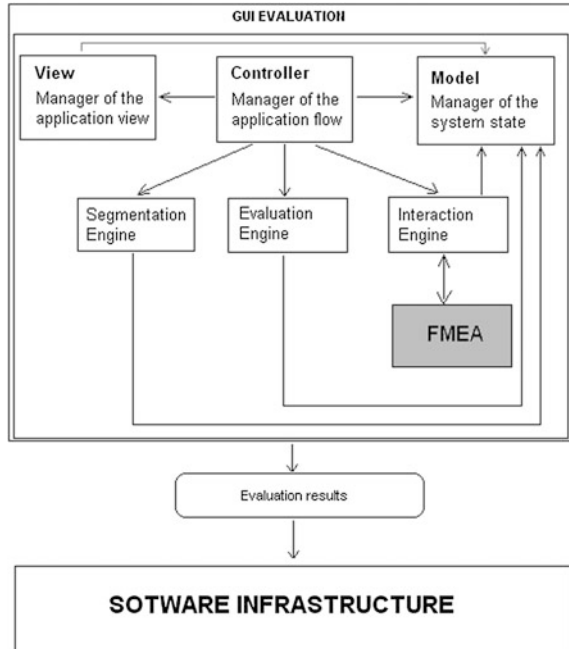 GUI EVALUATION
View
Manager of the
application view
Controller
Manager of the
application flow
Model
Manager of the
system state
Segmentation
Engine
Evaluation
Engine
Interaction
Engine
FMEA
Evaluation results
SOTWARE INFRASTRUCTURE